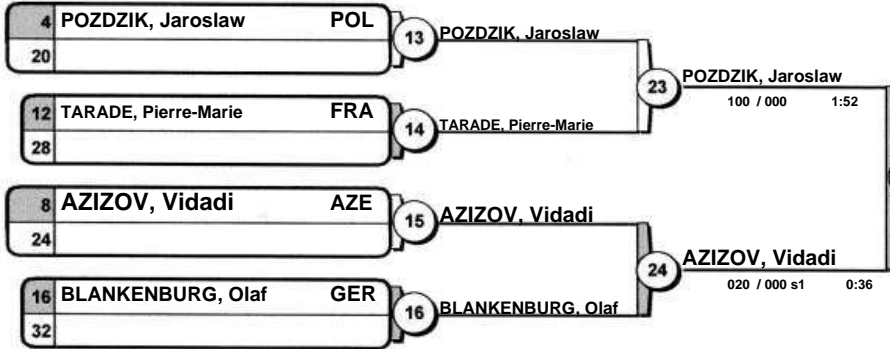 4 POZDZIK, Jaroslaw POL
20
13 POZDZIK, Jaroslaw
12 TARADE, Pierre-Marie FRA
28
14 TARADE, Pierre-Marie
23 POZDZIK, Jaroslaw
100 / 000 1:52
8 AZIZOV, Vidadi AZE
24
15 AZIZOV, Vidadi
16 BLANKENBURG, Olaf GER
32
16 BLANKENBURG, Olaf
24 AZIZOV, Vidadi
020 / 000 s1 0:36